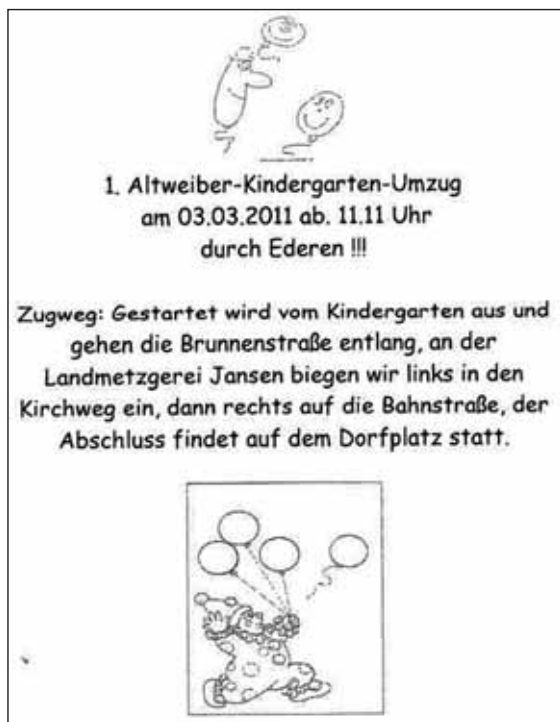 1. Altweiber-Kindergarten-Umzug
am 03.03.2011 ab. 11.11 Uhr
durch Ederen !!!
Zugweg: Gestartet wird vom Kindergarten aus und
gehen die Brunnenstraße entlang, an der
Landmetzgerei Jansen biegen wir links in den
Kirchweg ein, dann rechts auf die Bahnstraße, der
Abschluss findet auf dem Dorfplatz statt.